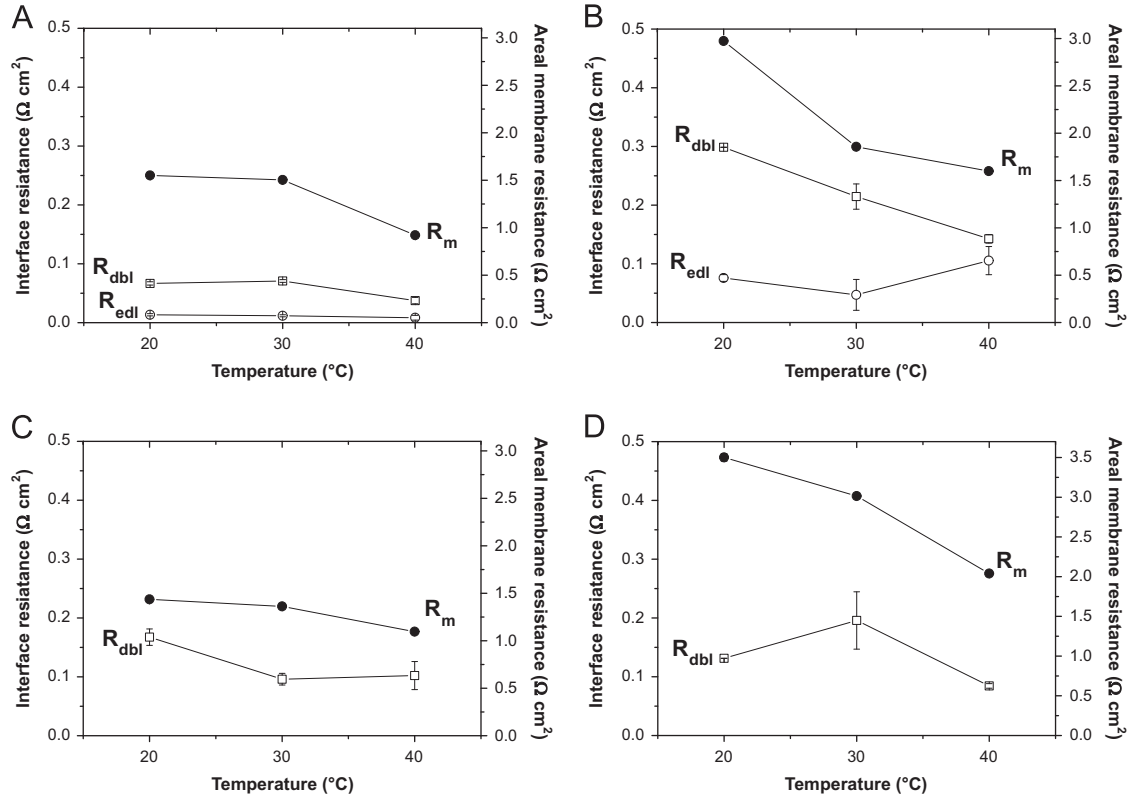 A
Interface resiatance (Ω cm²)
0.5
0.4
0.3
0.2
0.1
0.0
R_m
R_dbl
R_edl
20
30
40
Temperature (°C)
3.0
2.5
2.0
1.5
1.0
0.5
0.0
Areal membrane resistance (Ω cm²)
B
Interface resiatance (Ω cm²)
0.5
0.4
0.3
0.2
0.1
0.0
R_dbl
R_m
R_edl
20
30
40
Temperature (°C)
3.0
2.5
2.0
1.5
1.0
0.5
0.0
Areal membrane resistance (Ω cm²)
C
Interface resiatance (Ω cm²)
0.5
0.4
0.3
0.2
0.1
0.0
R_m
R_dbl
20
30
40
Temperature (°C)
3.0
2.5
2.0
1.5
1.0
0.5
0.0
Areal membrane resistance (Ω cm²)
D
Interface resiatance (Ω cm²)
0.5
0.4
0.3
0.2
0.1
0.0
R_m
R_dbl
20
30
40
Temperature (°C)
3.5
3.0
2.5
2.0
1.5
1.0
0.5
0.0
Areal membrane resistance (Ω cm²)